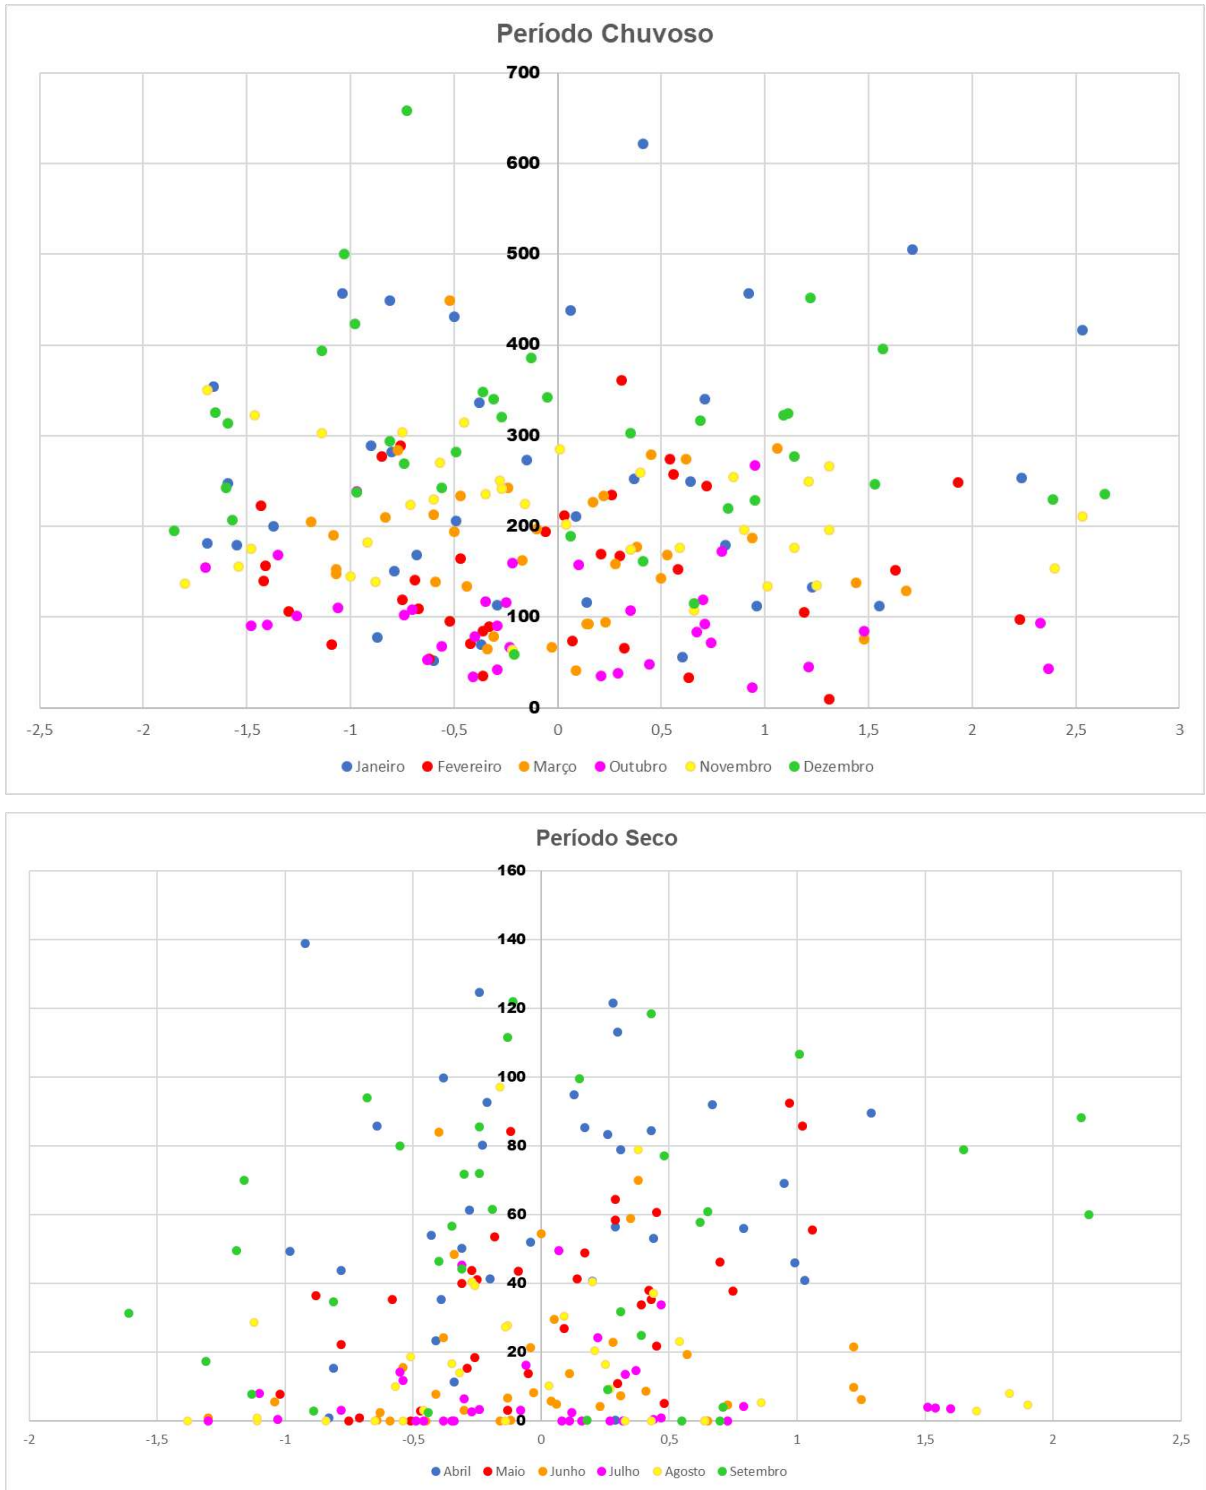 Período Chuvoso
700
600
500
400
300
200
100
0
-2,5 -2 -1,5 -1 -0,5 0 0,5 1 1,5 2 2,5 3
Janeiro Fevereiro Março Outubro Novembro Dezembro
Período Seco
160
140
120
100
80
60
40
20
0
-2 -1,5 -1 -0,5 0 0,5 1 1,5 2 2,5
Abril Maio Junho Julho Agosto Setembro